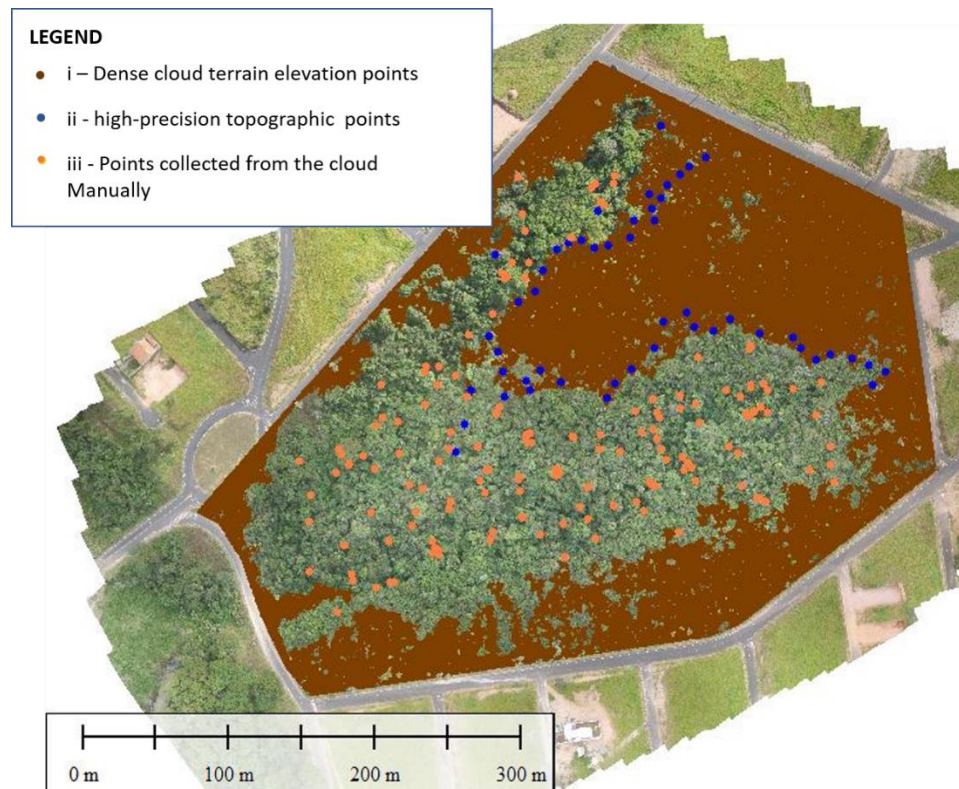 LEGEND
i – Dense cloud terrain elevation points
ii - high-precision topographic points
iii - Points collected from the cloud
Manually
0 m 100 m 200 m 300 m